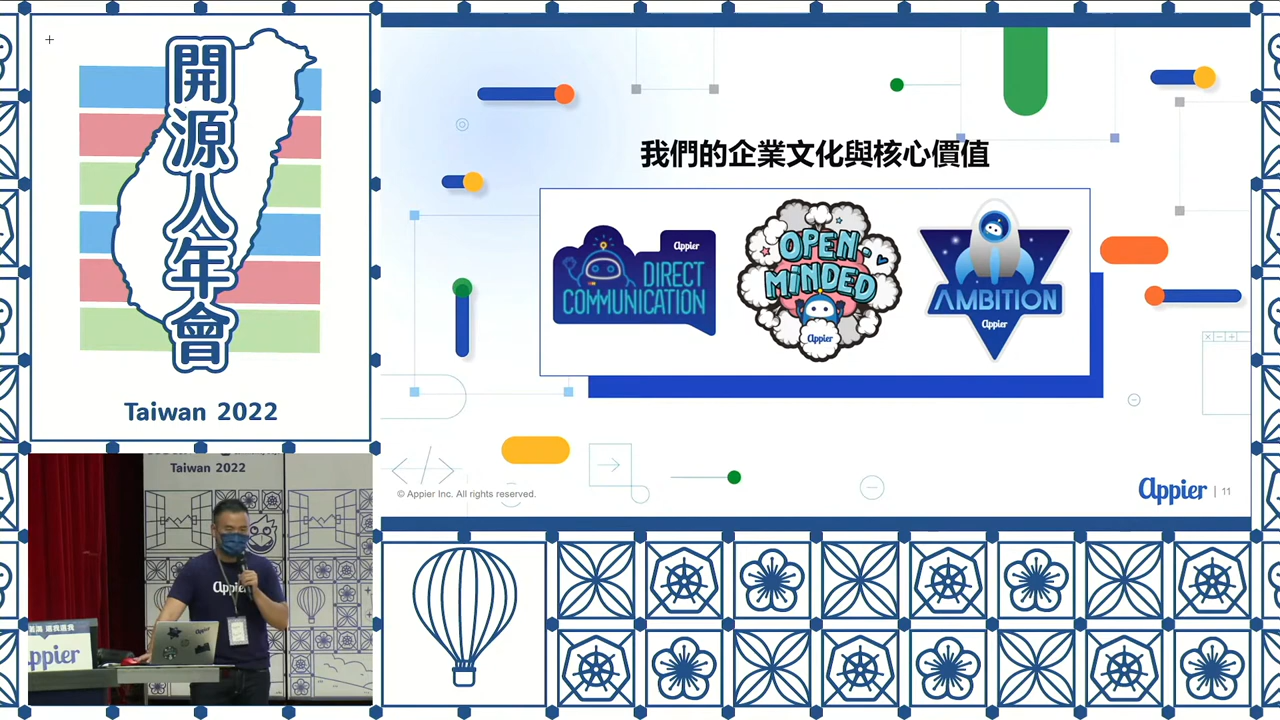 開源人年會
Taiwan 2022
我們的企業文化與核心價值
Appier
DIRECT
COMMUNICATION
OPEN-
MINDED
Appier
AMBITION
Appier
© Appier Inc. All rights reserved.
Appier | 11
Taiwan 2022
Appier
Appier